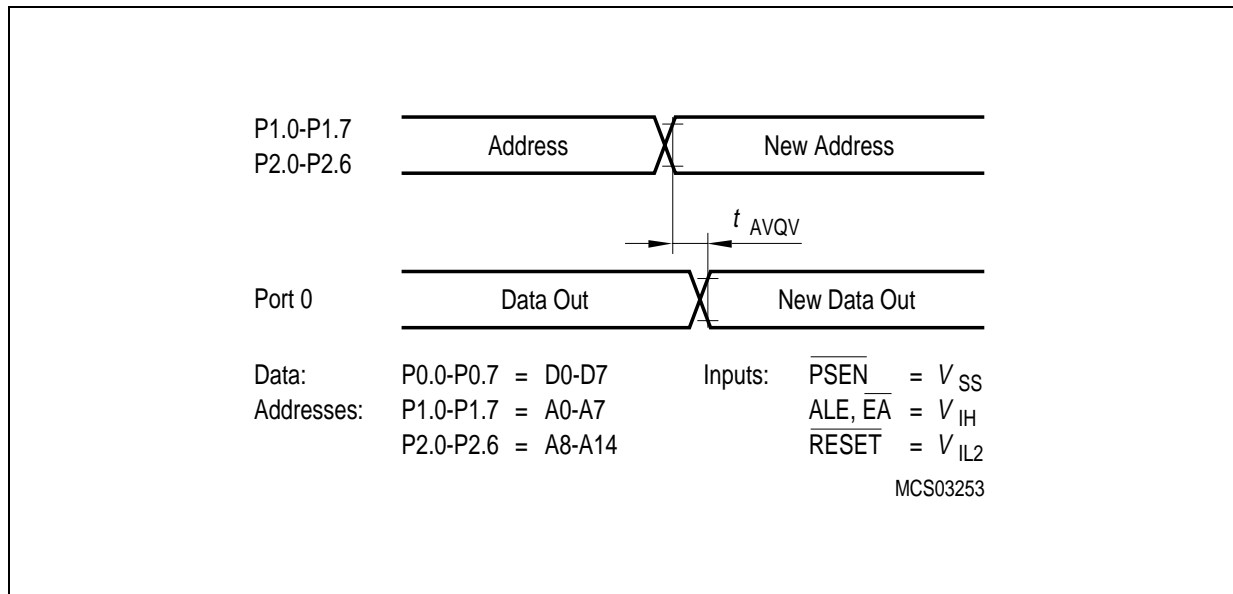 P1.0-P1.7
P2.0-P2.6
Address
New Address
t AVQV
Port 0
Data Out
New Data Out
Data: P0.0-P0.7 = D0-D7 Inputs: PSEN = V SS
Addresses: P1.0-P1.7 = A0-A7 ALE, EA = V IH
P2.0-P2.6 = A8-A14 RESET = V IL2
MCS03253